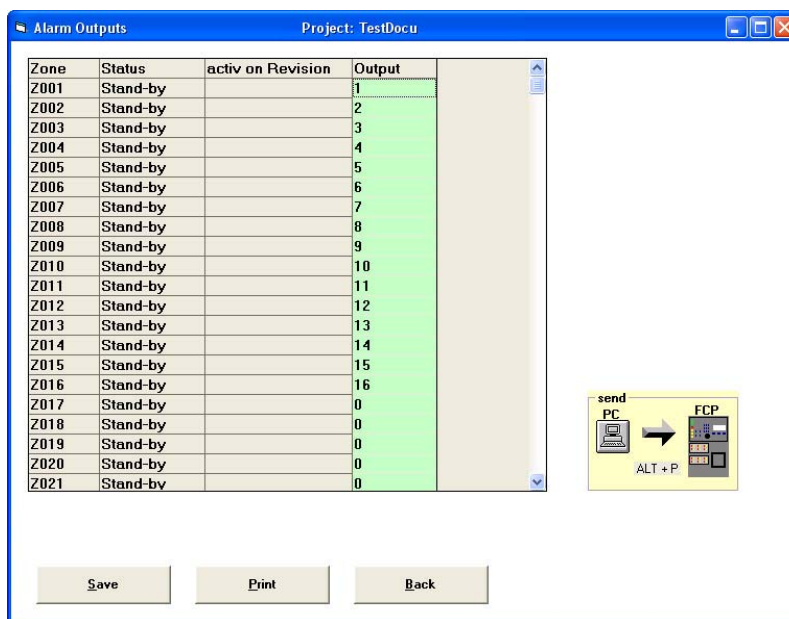 Alarm Outputs Project: TestDocu
Zone Status activ on Revision Output
Z001 Stand-by 1
Z002 Stand-by 2
Z003 Stand-by 3
Z004 Stand-by 4
Z005 Stand-by 5
Z006 Stand-by 6
Z007 Stand-by 7
Z008 Stand-by 8
Z009 Stand-by 9
Z010 Stand-by 10
Z011 Stand-by 11
Z012 Stand-by 12
Z013 Stand-by 13
Z014 Stand-by 14
Z015 Stand-by 15
Z016 Stand-by 16
Z017 Stand-by 0
Z018 Stand-by 0
Z019 Stand-by 0
Z020 Stand-by 0
Z021 Stand-by 0
send
PC FCP
ALT + P
Save Print Back